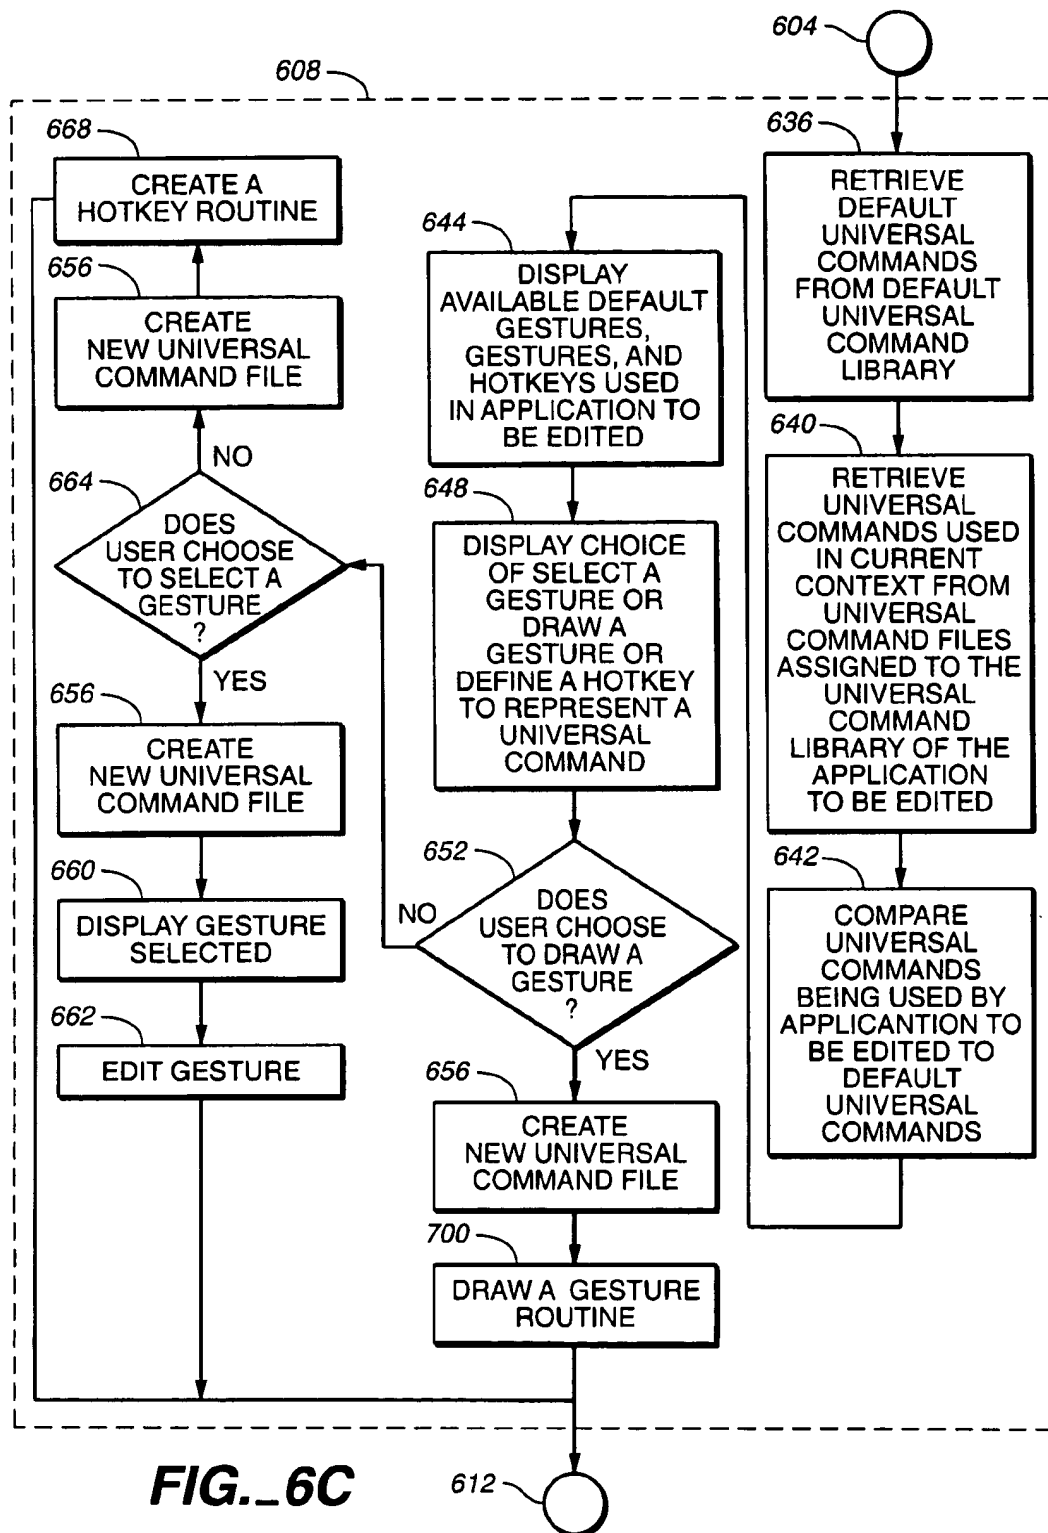 604
608
636
RETRIEVE
DEFAULT
UNIVERSAL
COMMANDS
FROM DEFAULT
UNIVERSAL
COMMAND
LIBRARY
640
RETRIEVE
UNIVERSAL
COMMANDS USED
IN CURRENT
CONTEXT FROM
UNIVERSAL
COMMAND FILES
ASSIGNED TO THE
UNIVERSAL
COMMAND
LIBRARY OF THE
APPLICATION
TO BE EDITED
642
COMPARE
UNIVERSAL
COMMANDS
BEING USED BY
APPLICANTION TO
BE EDITED TO
DEFAULT
UNIVERSAL
COMMANDS
644
DISPLAY
AVAILABLE DEFAULT
GESTURES,
GESTURES, AND
HOTKEYS USED
IN APPLICATION TO
BE EDITED
648
DISPLAY CHOICE
OF SELECT A
GESTURE OR
DRAW A
GESTURE OR
DEFINE A HOTKEY
TO REPRESENT A
UNIVERSAL
COMMAND
652
DOES
USER CHOOSE
TO DRAW A
GESTURE
?
NO
YES
656
CREATE
NEW UNIVERSAL
COMMAND FILE
700
DRAW A GESTURE
ROUTINE
664
DOES
USER CHOOSE
TO SELECT A
GESTURE
?
NO
656
CREATE
NEW UNIVERSAL
COMMAND FILE
668
CREATE A
HOTKEY ROUTINE
YES
656
CREATE
NEW UNIVERSAL
COMMAND FILE
660
DISPLAY GESTURE
SELECTED
662
EDIT GESTURE
612
FIG._6C